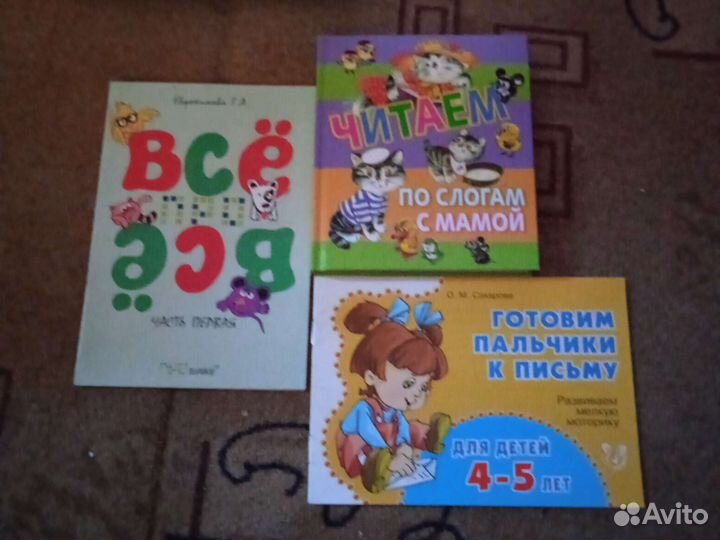 ВСЁ
ВСЁ
ЧАСТЬ ПЕРВАЯ
ЧИТАЕМ
ПО СЛОГАМ
С МАМОЙ
О. М. Сахарова
ГОТОВИМ
ПАЛЬЧИКИ
К ПИСЬМУ
Развиваем
мелкую
моторику
ДЛЯ ДЕТЕЙ
4-5 ЛЕТ
Avito